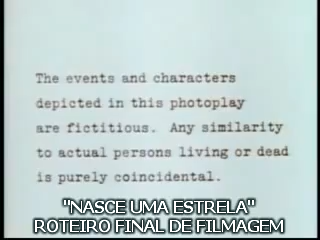 The events and characters
depicted in this photoplay
are fictitious. Any similarity
to actual persons living or dead
is purely coincidental.
"NASCE UMA ESTRELA"
ROTEIRO FINAL DE FILMAGEM